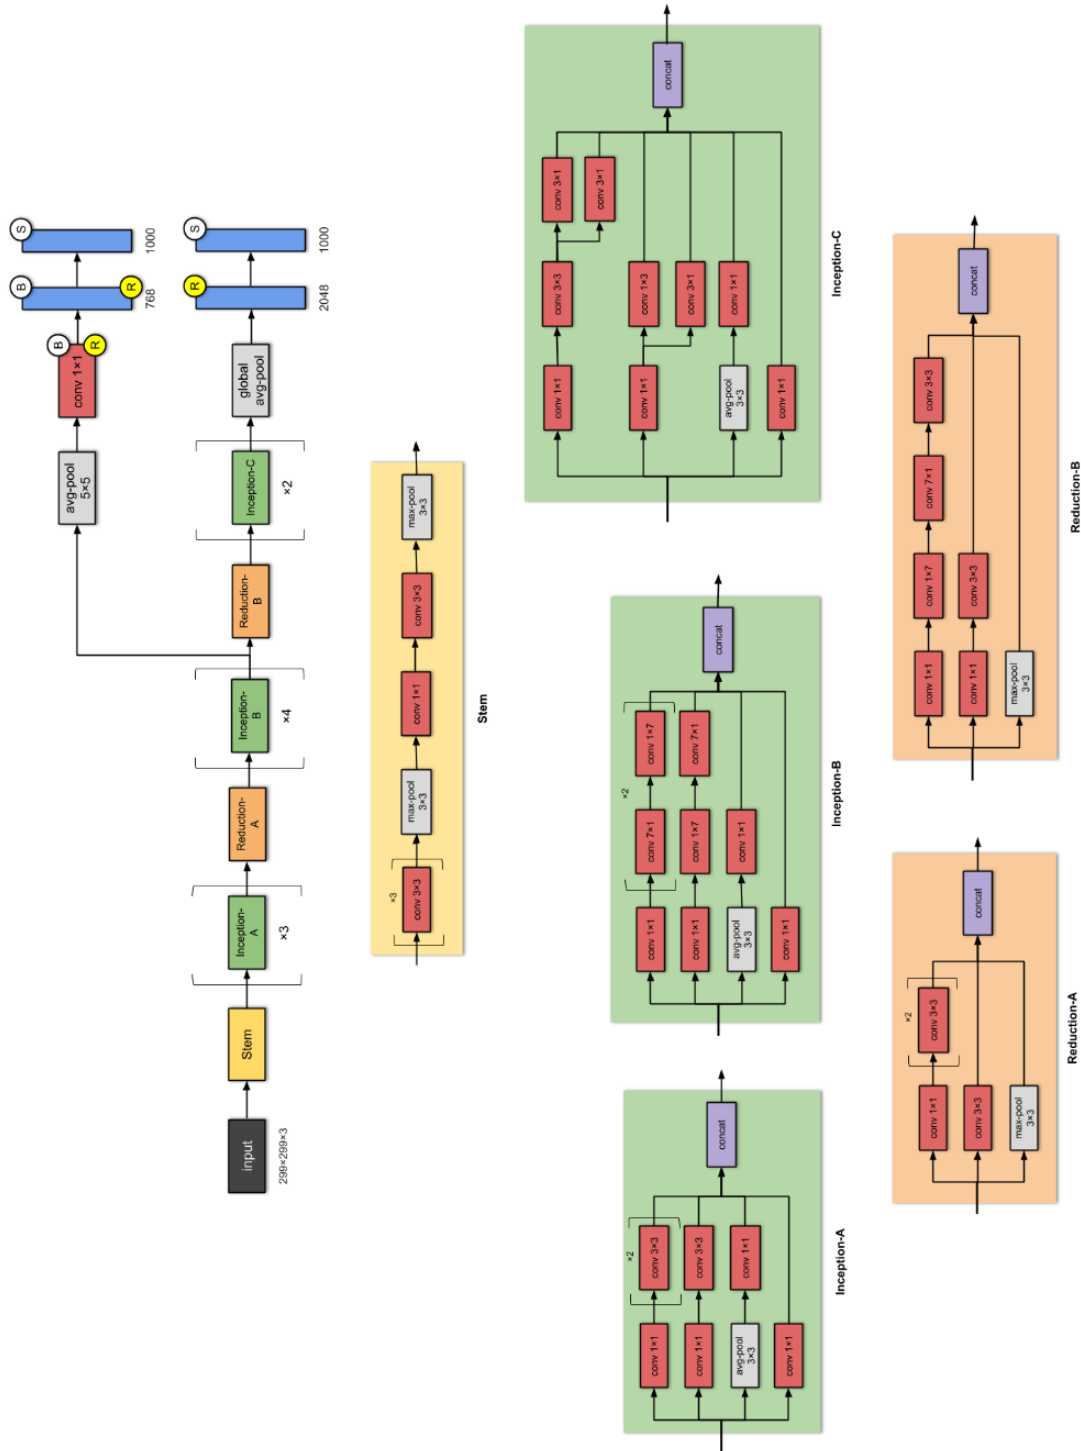 input
299×299×3
Stem
Inception-
A
×3
Reduction-
A
Inception-
B
×4
Reduction-
B
Inception-C
×2
global
avg-pool
R
2048
S
1000
avg-pool
5×5
conv 1×1
B
R
B
R
768
S
1000
×3
conv 3×3
max-pool
3×3
conv 1×1
conv 3×3
max-pool
3×3
Stem
conv 1×1
×2
conv 3×3
conv 1×1
conv 3×3
avg-pool
3×3
conv 1×1
conv 1×1
concat
Inception-A
conv 1×1
×2
conv 7×1
conv 1×7
conv 1×1
conv 1×7
conv 7×1
avg-pool
3×3
conv 1×1
conv 1×1
concat
Inception-B
conv 1×1
conv 3×3
conv 3×1
conv 3×1
conv 1×1
conv 1×3
conv 3×1
avg-pool
3×3
conv 1×1
conv 1×1
concat
Inception-C
conv 1×1
×2
conv 3×3
conv 3×3
max-pool
3×3
concat
Reduction-A
conv 1×1
conv 1×7
conv 7×1
conv 3×3
conv 1×1
conv 3×3
max-pool
3×3
concat
Reduction-B